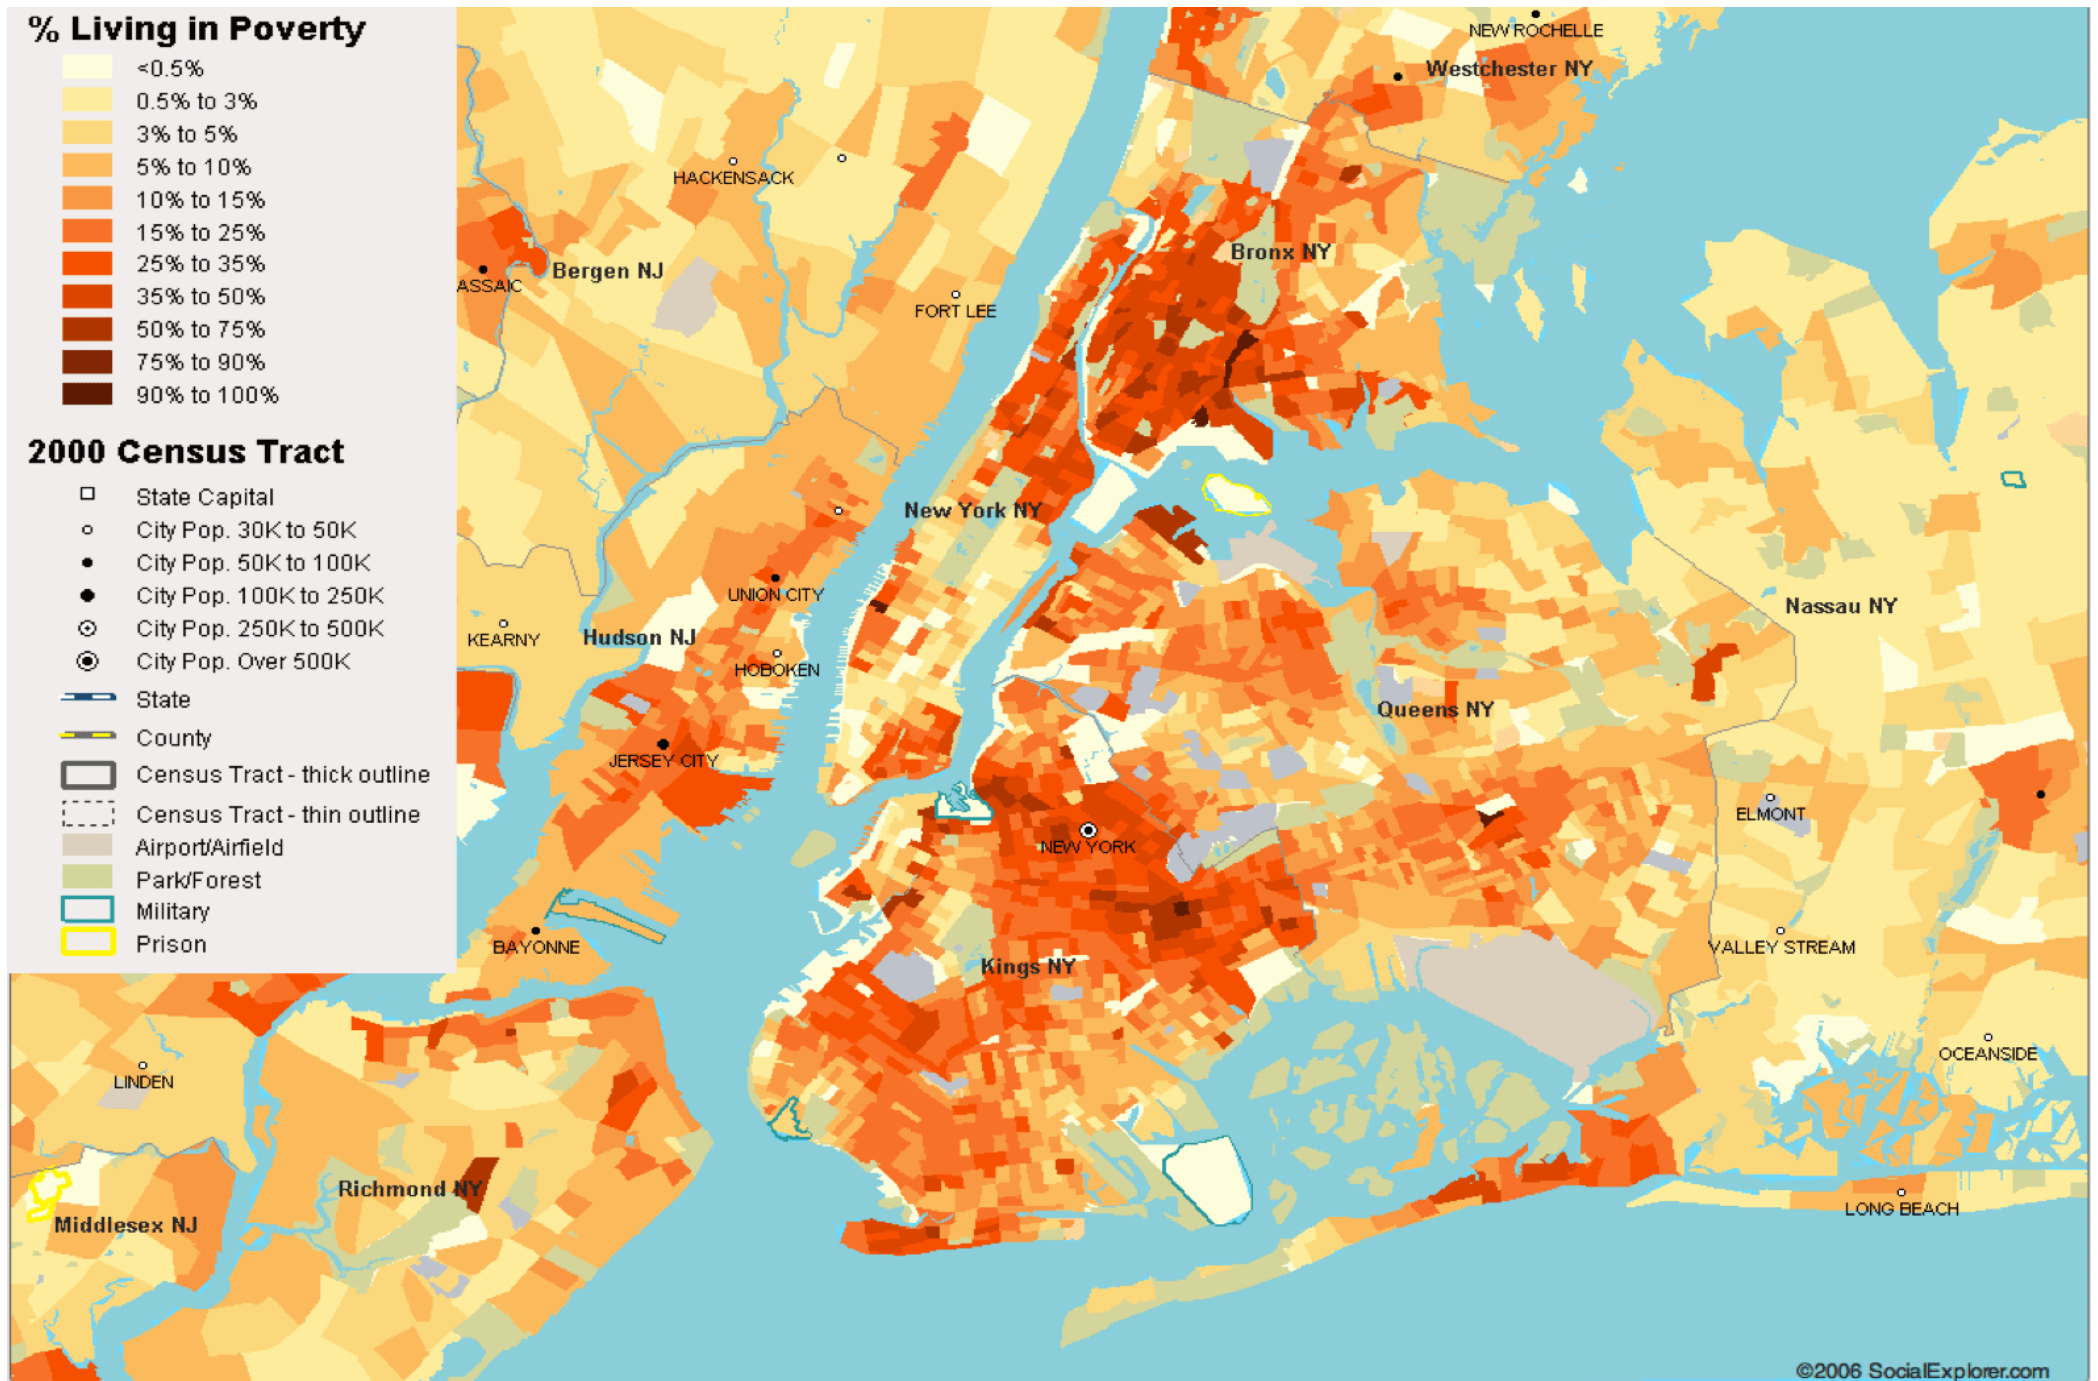 % Living in Poverty
<0.5%
0.5% to 3%
3% to 5%
5% to 10%
10% to 15%
15% to 25%
25% to 35%
35% to 50%
50% to 75%
75% to 90%
90% to 100%
2000 Census Tract
State Capital
City Pop. 30K to 50K
City Pop. 50K to 100K
City Pop. 100K to 250K
City Pop. 250K to 500K
City Pop. Over 500K
State
County
Census Tract - thick outline
Census Tract - thin outline
Airport/Airfield
Park/Forest
Military
Prison
NEW ROCHELLE
Westchester NY
HACKENSACK
Bronx NY
Bergen NJ
ASSAIC
FORT LEE
New York NY
UNION CITY
Nassau NY
KEARNY
Hudson NJ
HOBOKEN
Queens NY
JERSEY CITY
ELMONT
NEW YORK
BAYONNE
VALLEY STREAM
Kings NY
OCEANSIDE
LINDEN
Richmond NY
LONG BEACH
Middlesex NJ
©2006 SocialExplorer.com